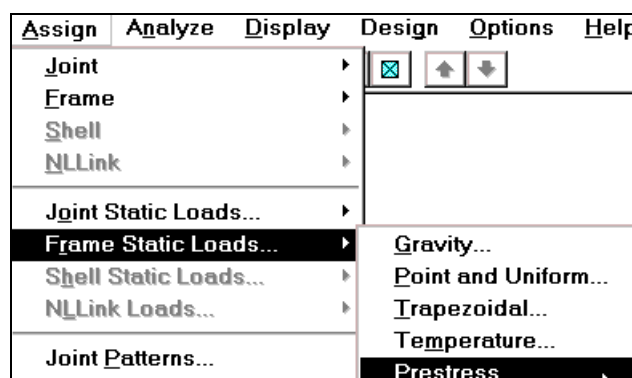 Assign Analyze Display Design Options Help
Joint
Frame
Shell
NLLink
Joint Static Loads...
Frame Static Loads...
Shell Static Loads...
NLLink Loads...
Joint Patterns...
Gravity...
Point and Uniform...
Trapezoidal...
Temperature...
Prestress